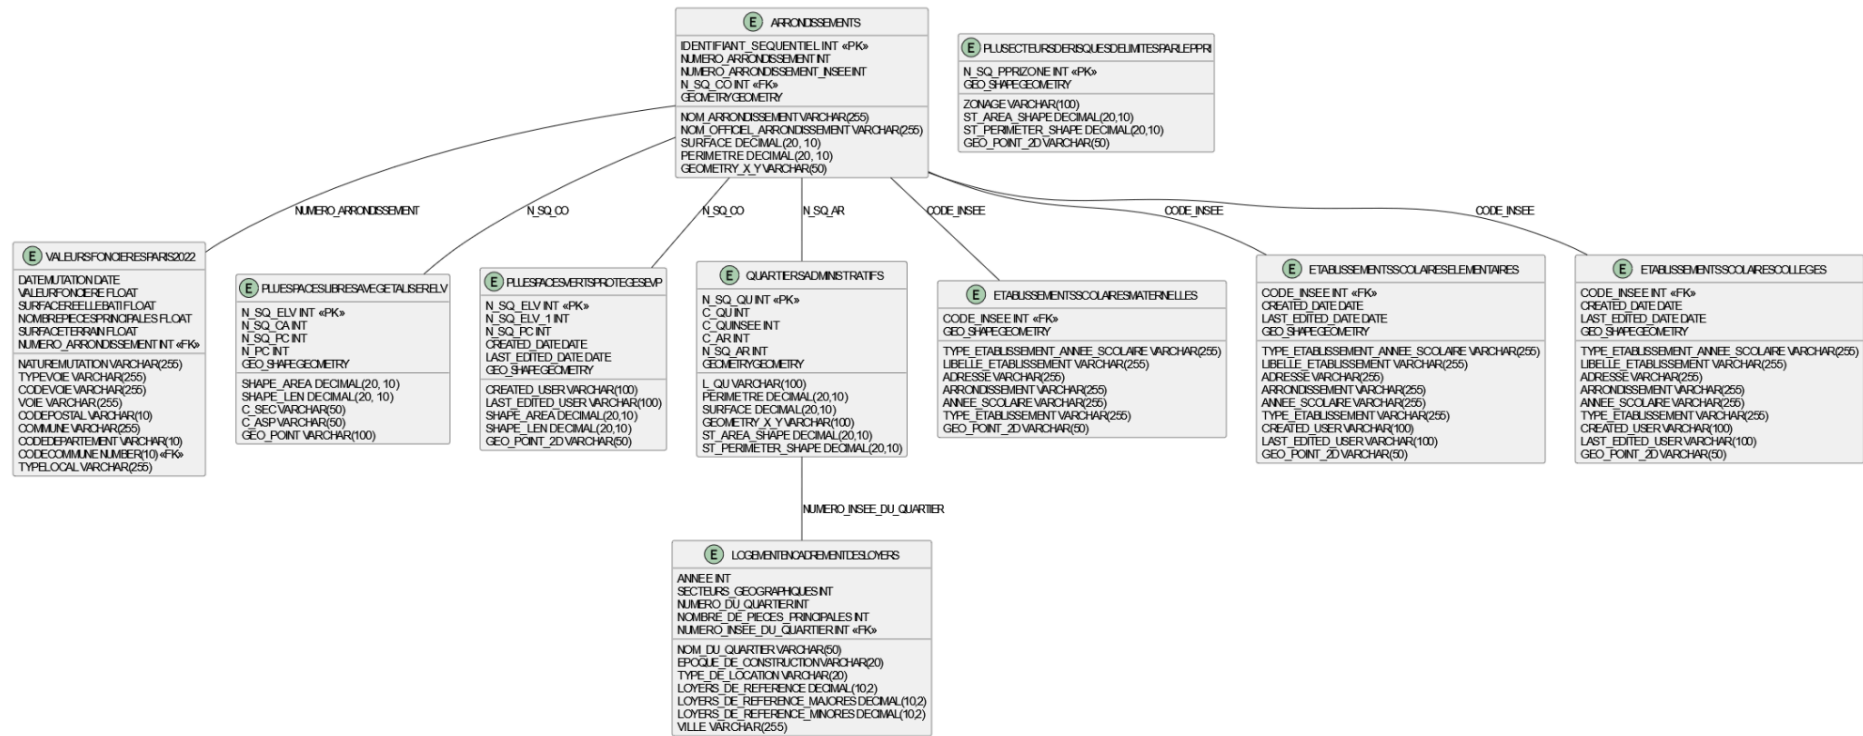 E ARRONDISSEMENTS
IDENTIFIANT_SEQUENTIEL INT «PK»
NUMERO_ARRONDISSEMENT INT
NUMERO_ARRONDISSEMENT_INSEE INT
N_SQ_CO INT «FK»
GEOMETRY GEOMETRY
NOM_ARRONDISSEMENT VARCHAR(255)
NOM_OFFICIEL_ARRONDISSEMENT VARCHAR(255)
SURFACE DECIMAL(20, 10)
PERIMETRE DECIMAL(20, 10)
GEOMETRY_X_Y VARCHAR(50)
E PLUSECTEURSDERISQUESDELIMITESPARLEPPRI
N_SQ_PPRIZONE INT «PK»
GEO_SHAPE GEOMETRY
ZONAGE VARCHAR(100)
ST_AREA_SHAPE DECIMAL(20,10)
ST_PERIMETER_SHAPE DECIMAL(20,10)
GEO_POINT_2D VARCHAR(50)
NUMERO_ARRONDISSEMENT
N_SQ_CO
N_SQ_CO
N_SQ_AR
CODE_INSEE
CODE_INSEE
CODE_INSEE
E VALEURSFONCIERESPARIS2022
DATEMUTATION DATE
VALEURFONCIERE FLOAT
SURFACEREELLEBATI FLOAT
NOMBREPIECESPRINCIPALES FLOAT
SURFACETERRAIN FLOAT
NUMERO_ARRONDISSEMENT INT «FK»
NATUREMUTATION VARCHAR(255)
TYPEVOIE VARCHAR(255)
CODEVOIE VARCHAR(255)
VOIE VARCHAR(255)
CODEPOSTAL VARCHAR(10)
COMMUNE VARCHAR(255)
CODEDEPARTEMENT VARCHAR(10)
CODECOMMUNE NUMBER(10) «FK»
TYPELOCAL VARCHAR(255)
E PLUESPACESLIBRESAVEGETALISERELV
N_SQ_ELV INT «PK»
N_SQ_CA INT
N_SQ_PC INT
N_PC INT
GEO_SHAPE GEOMETRY
SHAPE_AREA DECIMAL(20, 10)
SHAPE_LEN DECIMAL(20, 10)
C_SEC VARCHAR(50)
C_ASP VARCHAR(50)
GEO_POINT VARCHAR(100)
E PLUESPACESVERTSPROTEGESEVP
N_SQ_ELV INT «PK»
N_SQ_ELV_1 INT
N_SQ_PC INT
CREATED_DATE DATE
LAST_EDITED_DATE DATE
GEO_SHAPE GEOMETRY
CREATED_USER VARCHAR(100)
LAST_EDITED_USER VARCHAR(100)
SHAPE_AREA DECIMAL(20,10)
SHAPE_LEN DECIMAL(20,10)
GEO_POINT_2D VARCHAR(50)
E QUARTIERSADMINISTRATIFS
N_SQ_QU INT «PK»
C_QU INT
C_QUINSEE INT
C_AR INT
N_SQ_AR INT
GEOMETRY GEOMETRY
L_QU VARCHAR(100)
PERIMETRE DECIMAL(20,10)
SURFACE DECIMAL(20,10)
GEOMETRY_X_Y VARCHAR(100)
ST_AREA_SHAPE DECIMAL(20,10)
ST_PERIMETER_SHAPE DECIMAL(20,10)
E ETABLISSEMENTSSCOLAIRESMATERNELLES
CODE_INSEE INT «FK»
GEO_SHAPE GEOMETRY
TYPE_ETABLISSEMENT_ANNEE_SCOLAIRE VARCHAR(255)
LIBELLE_ETABLISSEMENT VARCHAR(255)
ADRESSE VARCHAR(255)
ARRONDISSEMENT VARCHAR(255)
ANNEE_SCOLAIRE VARCHAR(255)
TYPE_ETABLISSEMENT VARCHAR(255)
GEO_POINT_2D VARCHAR(50)
E ETABLISSEMENTSSCOLAIRESELEMENTAIRES
CODE_INSEE INT «FK»
CREATED_DATE DATE
LAST_EDITED_DATE DATE
GEO_SHAPE GEOMETRY
TYPE_ETABLISSEMENT_ANNEE_SCOLAIRE VARCHAR(255)
LIBELLE_ETABLISSEMENT VARCHAR(255)
ADRESSE VARCHAR(255)
ARRONDISSEMENT VARCHAR(255)
ANNEE_SCOLAIRE VARCHAR(255)
TYPE_ETABLISSEMENT VARCHAR(255)
CREATED_USER VARCHAR(100)
LAST_EDITED_USER VARCHAR(100)
GEO_POINT_2D VARCHAR(50)
E ETABLISSEMENTSSCOLAIRESCOLLEGES
CODE_INSEE INT «FK»
CREATED_DATE DATE
LAST_EDITED_DATE DATE
GEO_SHAPE GEOMETRY
TYPE_ETABLISSEMENT_ANNEE_SCOLAIRE VARCHAR(255)
LIBELLE_ETABLISSEMENT VARCHAR(255)
ADRESSE VARCHAR(255)
ARRONDISSEMENT VARCHAR(255)
ANNEE_SCOLAIRE VARCHAR(255)
TYPE_ETABLISSEMENT VARCHAR(255)
CREATED_USER VARCHAR(100)
LAST_EDITED_USER VARCHAR(100)
GEO_POINT_2D VARCHAR(50)
NUMERO_INSEE_DU_QUARTIER
E LOGEMENTENCADREMENTDESLOYERS
ANNEE INT
SECTEURS_GEOGRAPHIQUES INT
NUMERO_DU_QUARTIER INT
NOMBRE_DE_PIECES_PRINCIPALES INT
NUMERO_INSEE_DU_QUARTIER INT «FK»
NOM_DU_QUARTIER VARCHAR(50)
EPOQUE_DE_CONSTRUCTION VARCHAR(20)
TYPE_DE_LOCATION VARCHAR(20)
LOYERS_DE_REFERENCE DECIMAL(10,2)
LOYERS_DE_REFERENCE_MAJORES DECIMAL(10,2)
LOYERS_DE_REFERENCE_MINORES DECIMAL(10,2)
VILLE VARCHAR(255)